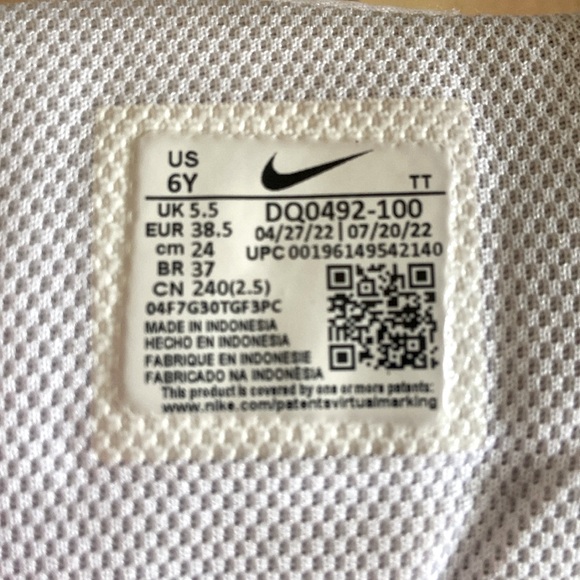 US
6Y
TT
UK 5.5
EUR 38.5
cm 24
BR 37
CN 240(2.5)
DQ0492-100
04/27/22 | 07/20/22
UPC 00196149542140
04F7G30TGF3PC
MADE IN INDONESIA
HECHO EN INDONESIA
FABRIQUE EN INDONESIE
FABRICADO NA INDONÉSIA
This product is covered by one or more patents:
www.nike.com/patentsvirtualmarking